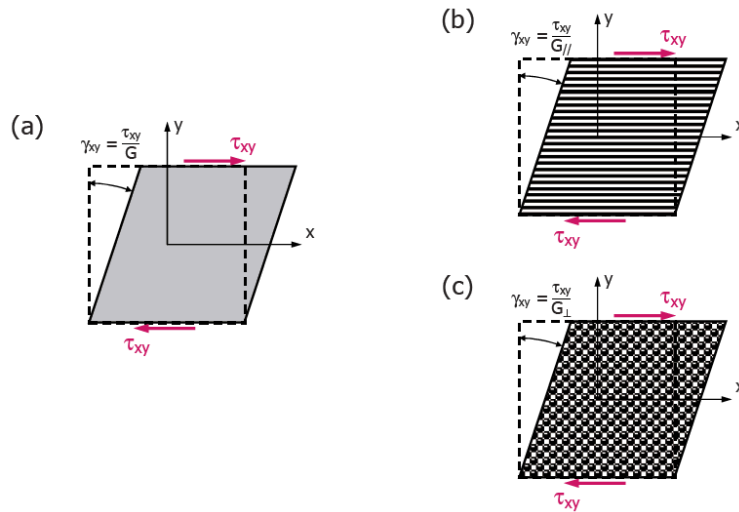 (a)
γxy = τxy/G
y
τxy
x
τxy
(b)
γxy = τxy/G//
y
τxy
x
τxy
(c)
γxy = τxy/G⊥
y
τxy
x
τxy